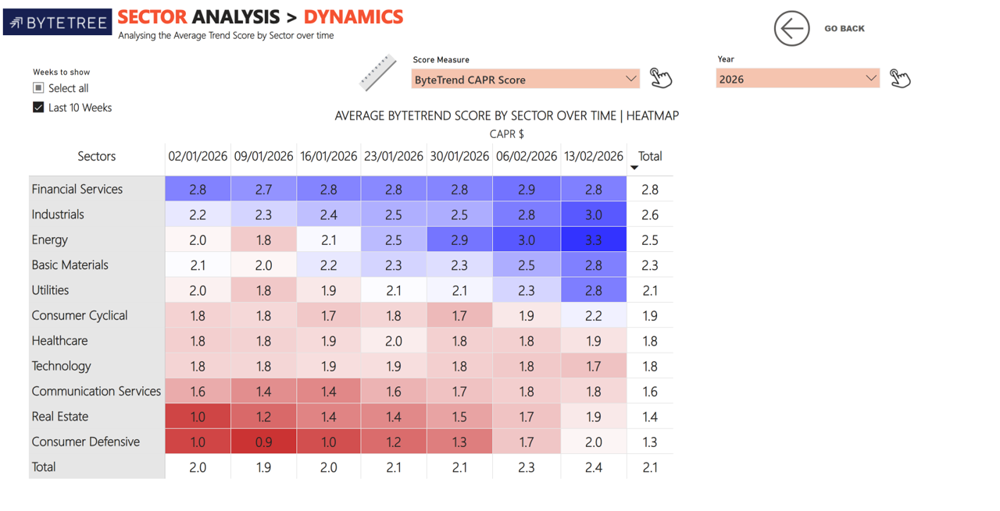 BYTETREE
SECTOR ANALYSIS > DYNAMICS
Analysing the Average Trend Score by Sector over time
GO BACK
Weeks to show
Select all
Last 10 Weeks
Score Measure
ByteTrend CAPR Score
Year
2026
AVERAGE BYTETREND SCORE BY SECTOR OVER TIME | HEATMAP
CAPR $
Sectors 02/01/2026 09/01/2026 16/01/2026 23/01/2026 30/01/2026 06/02/2026 13/02/2026 Total
Financial Services 2.8 2.7 2.8 2.8 2.8 2.9 2.8 2.8
Industrials 2.2 2.3 2.4 2.5 2.5 2.8 3.0 2.6
Energy 2.0 1.8 2.1 2.5 2.9 3.0 3.3 2.5
Basic Materials 2.1 2.0 2.2 2.3 2.3 2.5 2.8 2.3
Utilities 2.0 1.8 1.9 2.1 2.1 2.3 2.8 2.1
Consumer Cyclical 1.8 1.8 1.7 1.8 1.7 1.9 2.2 1.9
Healthcare 1.8 1.8 1.9 2.0 1.8 1.8 1.9 1.8
Technology 1.8 1.8 1.9 1.9 1.8 1.8 1.7 1.8
Communication Services 1.6 1.4 1.4 1.6 1.7 1.8 1.8 1.6
Real Estate 1.0 1.2 1.4 1.4 1.5 1.7 1.9 1.4
Consumer Defensive 1.0 0.9 1.0 1.2 1.3 1.7 2.0 1.3
Total 2.0 1.9 2.0 2.1 2.1 2.3 2.4 2.1